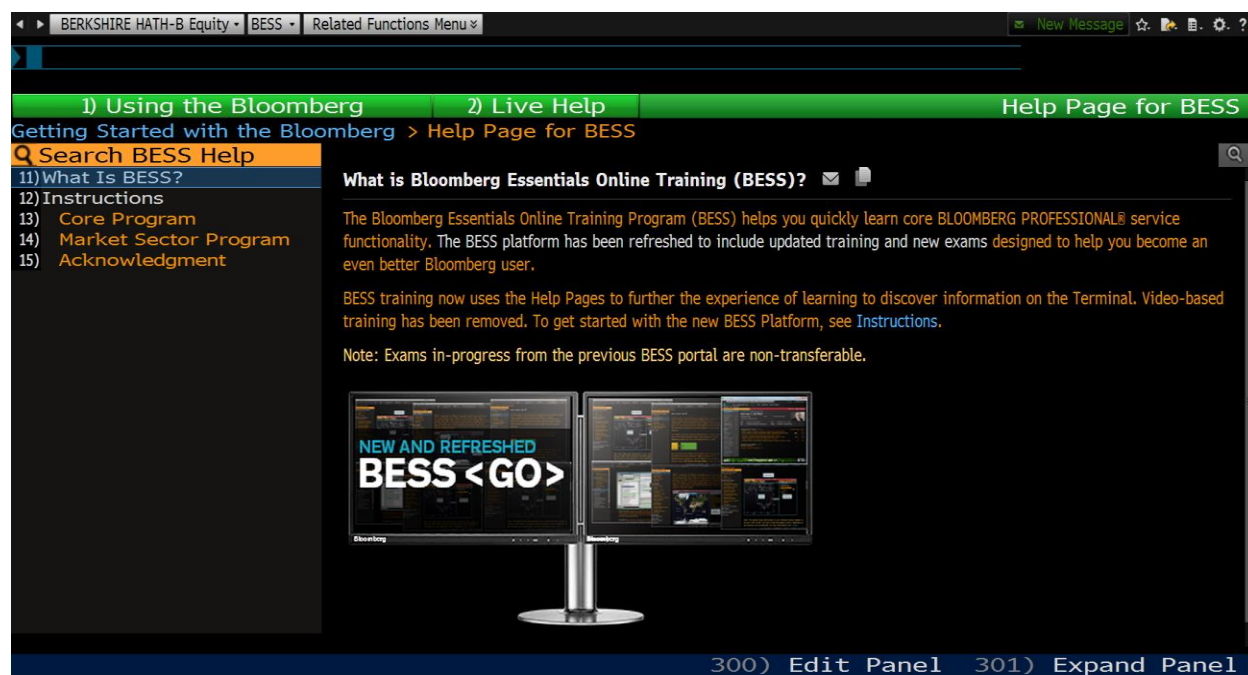 BERKSHIRE HATH-B Equity BESS Related Functions Menu New Message ?
1) Using the Bloomberg 2) Live Help Help Page for BESS
Getting Started with the Bloomberg > Help Page for BESS
Search BESS Help
11) What Is BESS?
12) Instructions
13) Core Program
14) Market Sector Program
15) Acknowledgment
What is Bloomberg Essentials Online Training (BESS)?
The Bloomberg Essentials Online Training Program (BESS) helps you quickly learn core BLOOMBERG PROFESSIONAL® service
functionality. The BESS platform has been refreshed to include updated training and new exams designed to help you become an
even better Bloomberg user.
BESS training now uses the Help Pages to further the experience of learning to discover information on the Terminal. Video-based
training has been removed. To get started with the new BESS Platform, see Instructions.
Note: Exams in-progress from the previous BESS portal are non-transferable.
NEW AND REFRESHED
BESS <GO>
Bloomberg Bloomberg
300) Edit Panel 301) Expand Panel